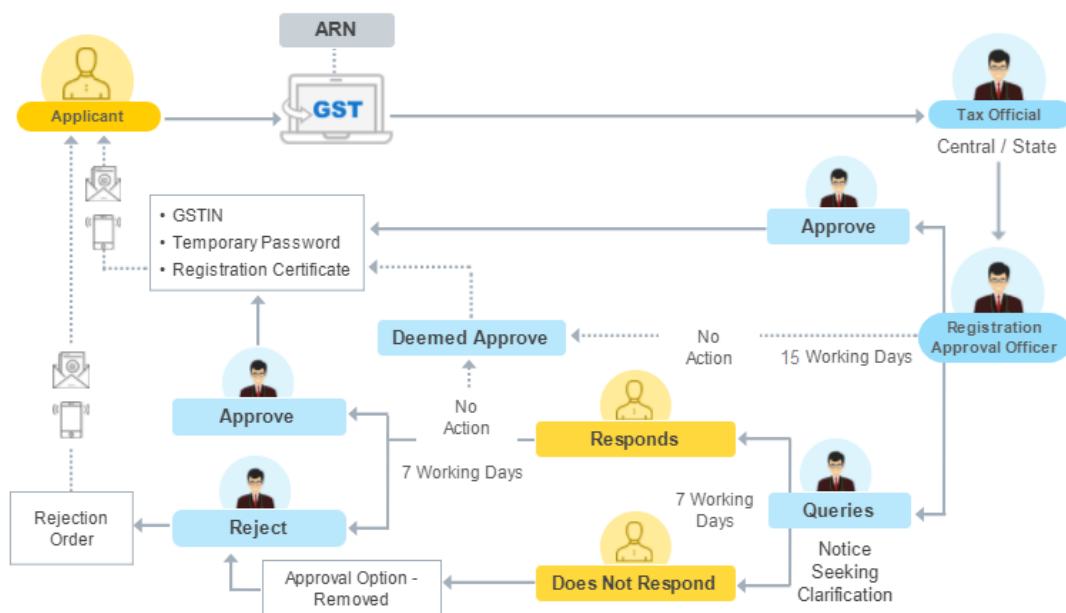 ARN
GST
Applicant
Tax Official
Central / State
• GSTIN
• Temporary Password
• Registration Certificate
Approve
Deemed Approve
No
Action
15 Working Days
Registration
Approval Officer
Approve
No
Action
7 Working Days
Responds
7 Working
Days
Queries
Notice
Seeking
Clarification
Reject
Rejection
Order
Approval Option -
Removed
Does Not Respond